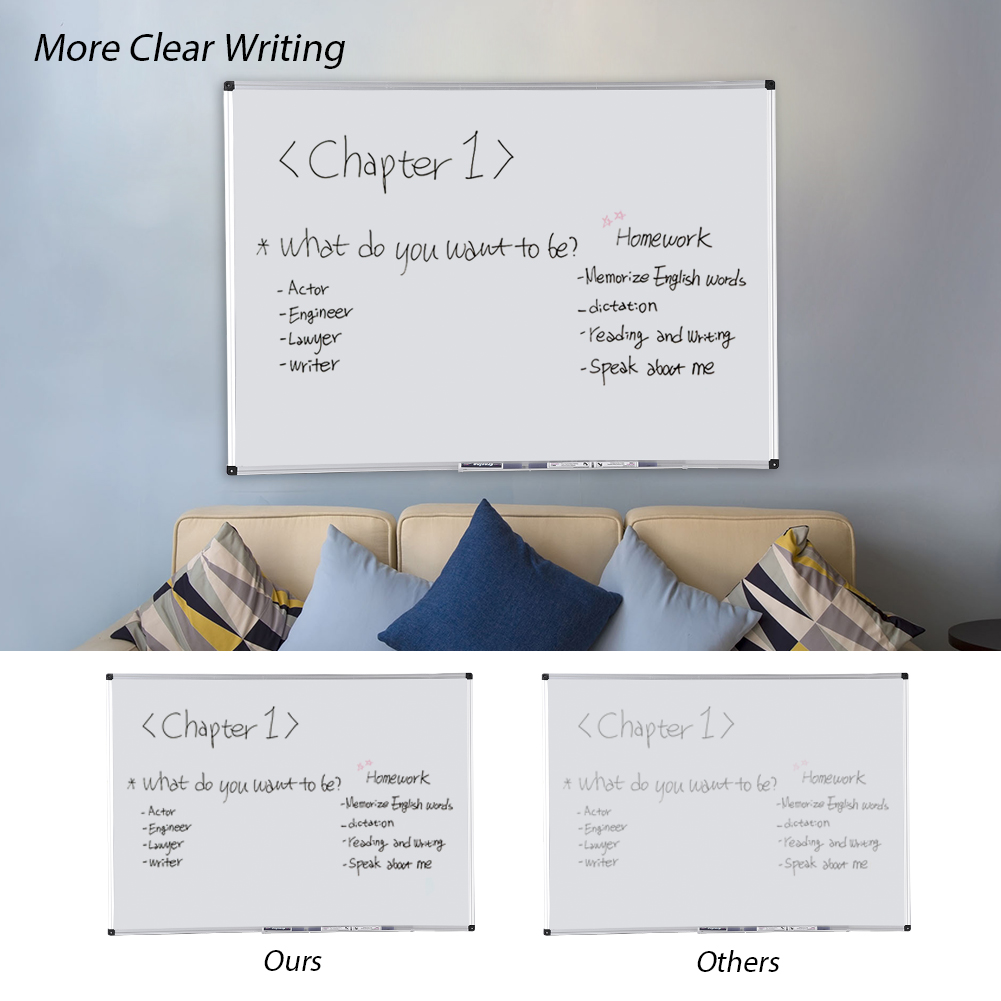 More Clear Writing
< Chapter 1 >
* What do you want to be?
- Actor
- Engineer
- Lawyer
- writer
Homework
- Memorize English words
- dictation
- reading and writing
- Speak about me
< Chapter 1 >
* What do you want to be?
- Actor
- Engineer
- Lawyer
- writer
Homework
- Memorize English words
- dictation
- reading and writing
- Speak about me
Ours
< Chapter 1 >
* What do you want to be?
- Actor
- Engineer
- Lawyer
- writer
Homework
- Memorize English words
- dictation
- reading and writing
- Speak about me
Others